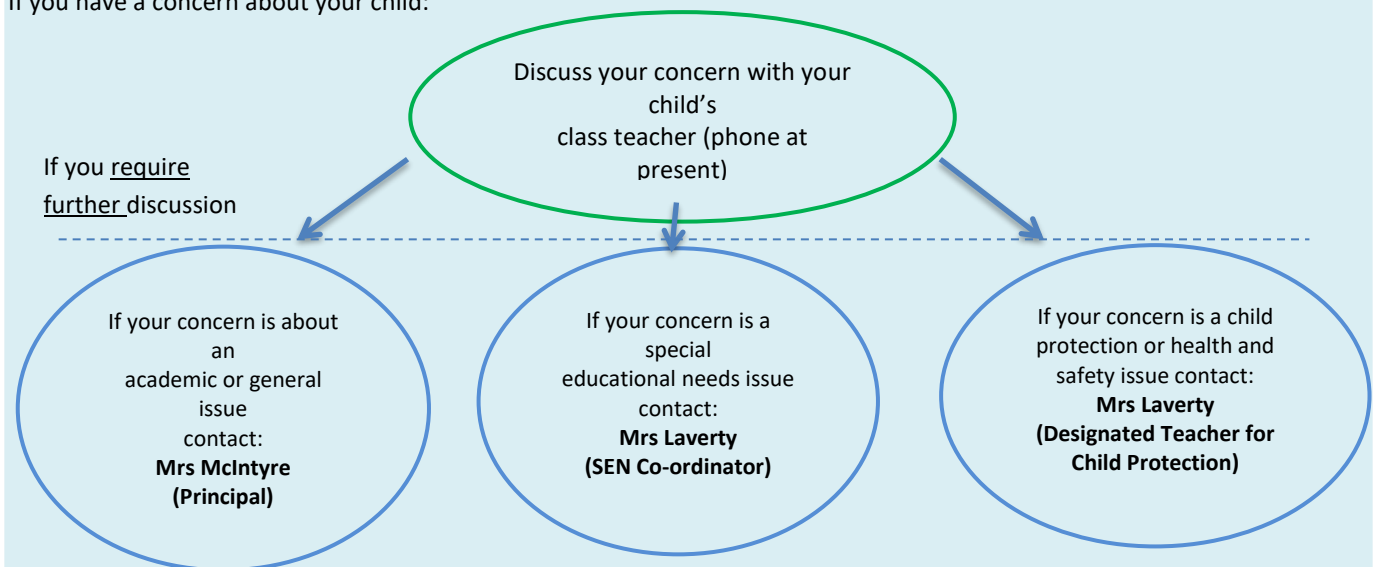 If you have a concern about your child:
Discuss your concern with your
child's
class teacher (phone at
present)
If you require
further discussion
If your concern is about
an
academic or general
issue
contact:
Mrs McIntyre
(Principal)
If your concern is a
special
educational needs issue
contact:
Mrs Laverty
(SEN Co-ordinator)
If your concern is a child
protection or health and
safety issue contact:
Mrs Laverty
(Designated Teacher for
Child Protection)